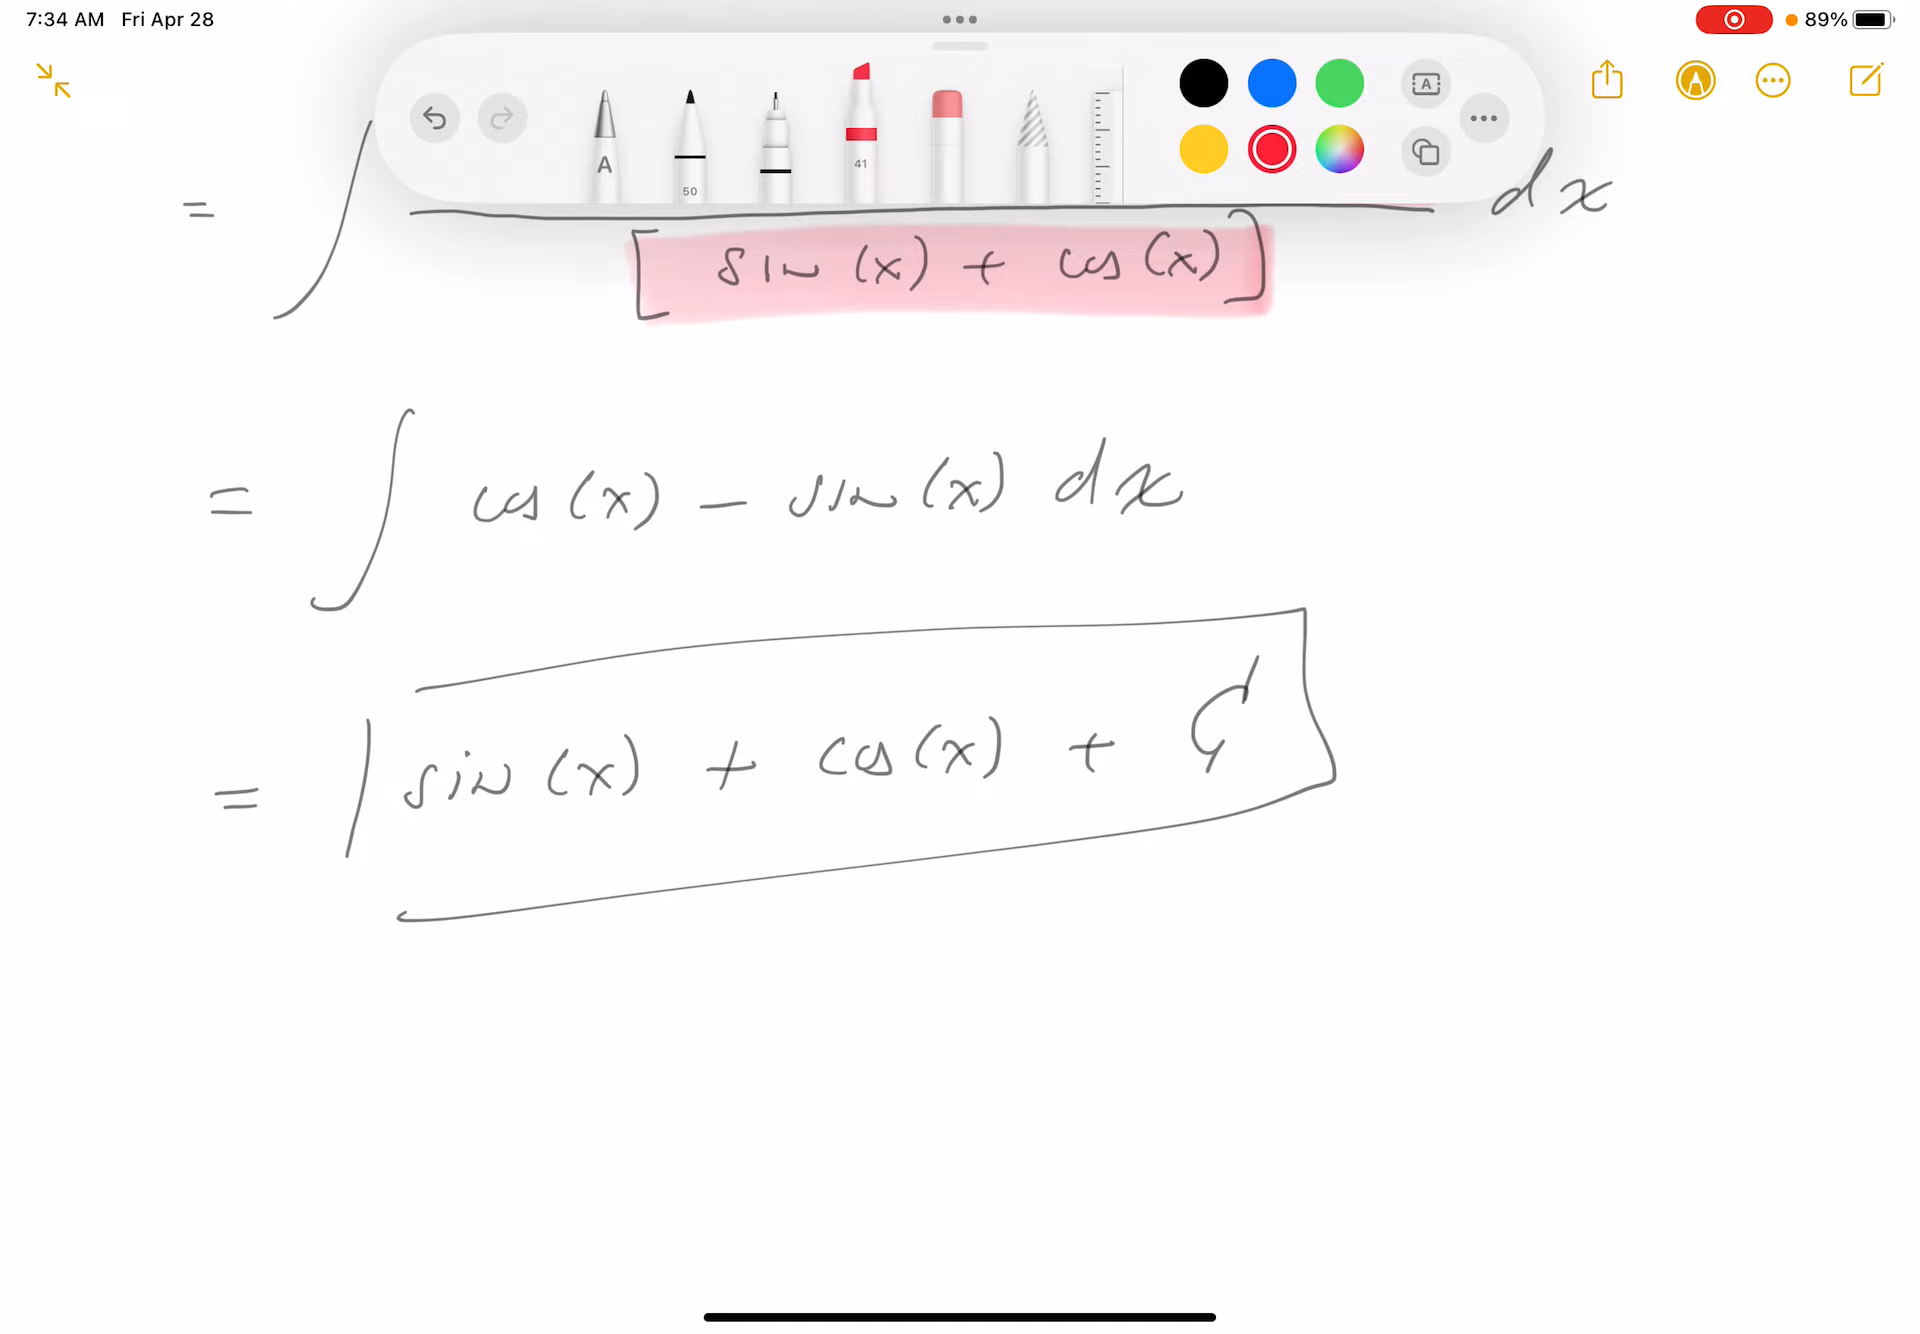 7:34 AM Fri Apr 28 89%
A 50 41 A
= ∫ dx
[ sin (x) + cos (x) ]
= ∫ cos (x) − sin (x) dx
= sin (x) + cos (x) + C